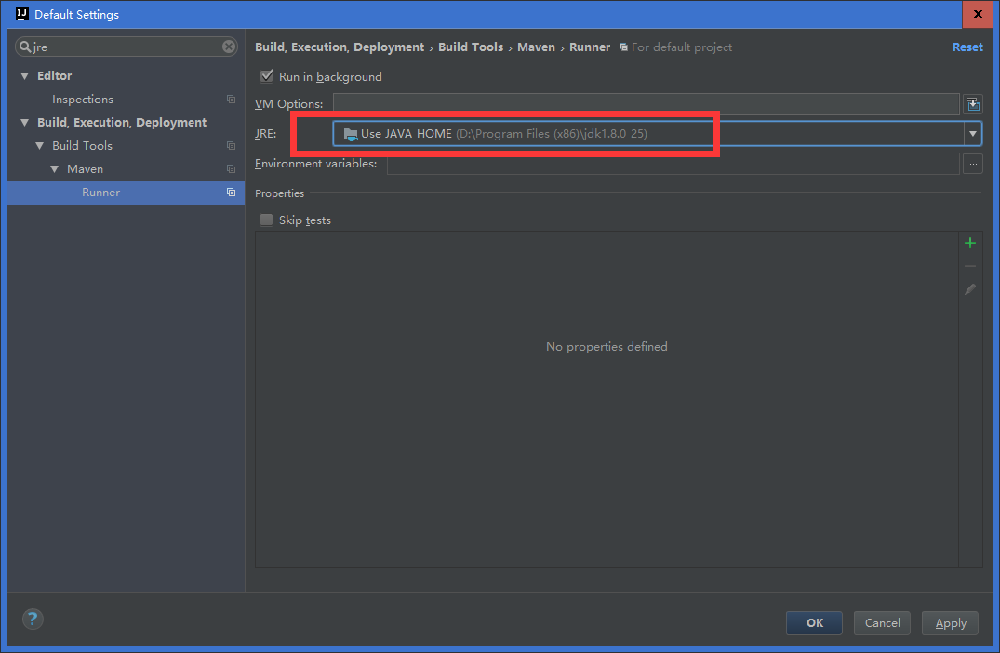 IJ Default Settings
jre
Editor
Inspections
Build, Execution, Deployment
Build Tools
Maven
Runner
Build, Execution, Deployment › Build Tools › Maven › Runner For default project Reset
Run in background
VM Options:
JRE: Use JAVA_HOME (D:\Program Files (x86)\jdk1.8.0_25)
Environment variables: ...
Properties
Skip tests
No properties defined
? OK Cancel Apply